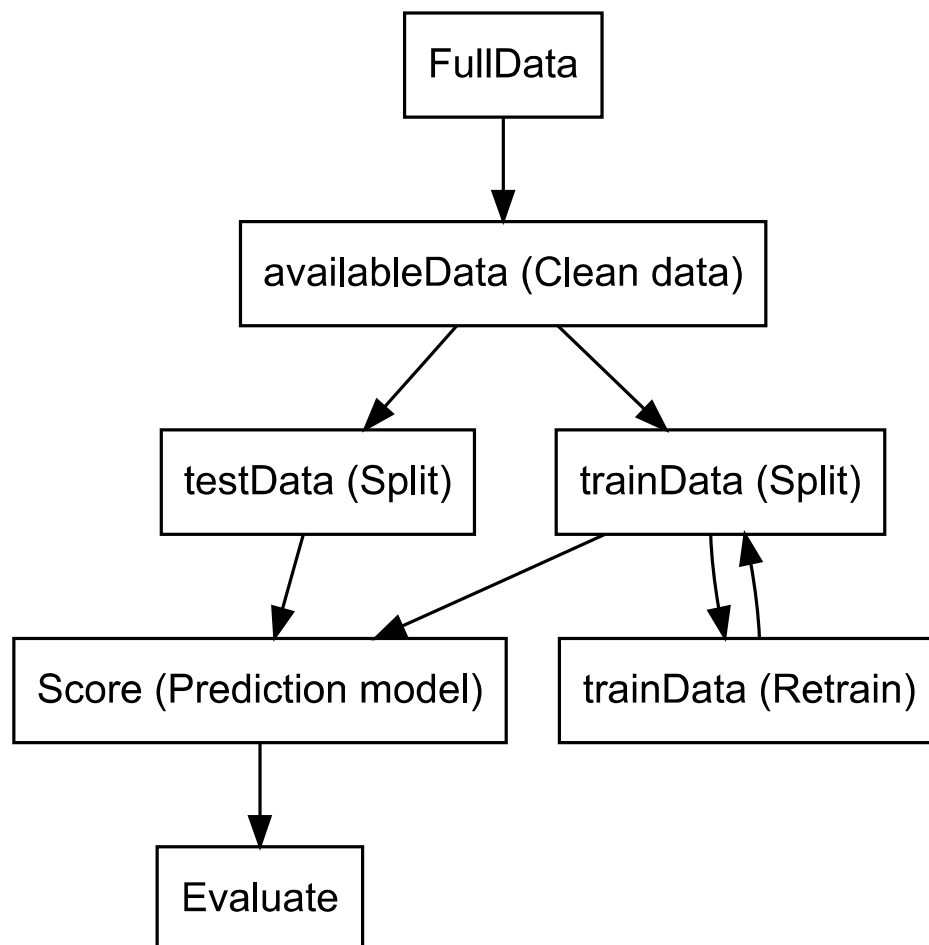 FullData
availableData (Clean data)
testData (Split)
trainData (Split)
Score (Prediction model)
trainData (Retrain)
Evaluate